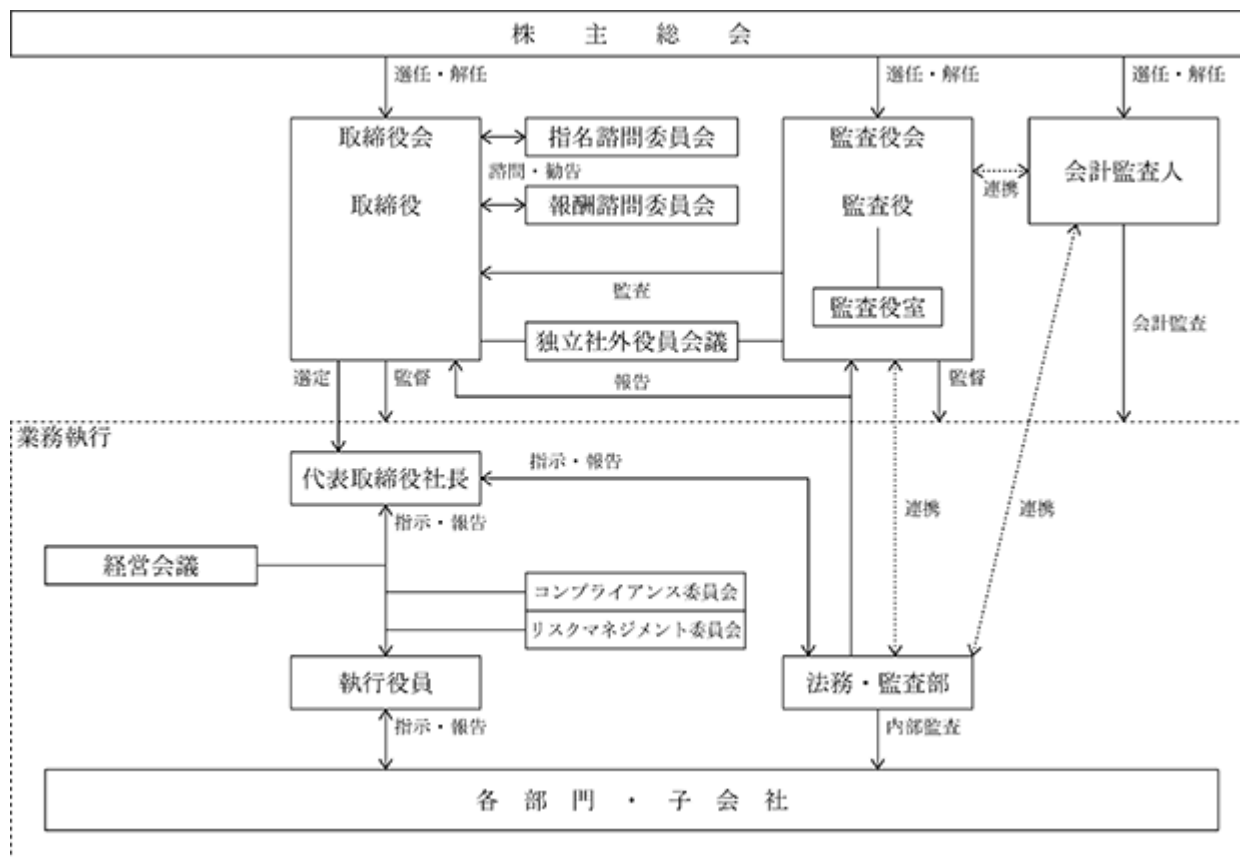 株主総会
選任・解任
選任・解任
選任・解任
取締役会
指名諮問委員会
監査役会
会計監査人
諮問・勧告
連携
取締役
報酬諮問委員会
監査役
監査
監査役室
会計監査
独立社外役員会議
選定
監督
報告
監督
業務執行
代表取締役社長
指示・報告
指示・報告
連携
連携
経営会議
コンプライアンス委員会
リスクマネジメント委員会
執行役員
法務・監査部
指示・報告
内部監査
各部門・子会社